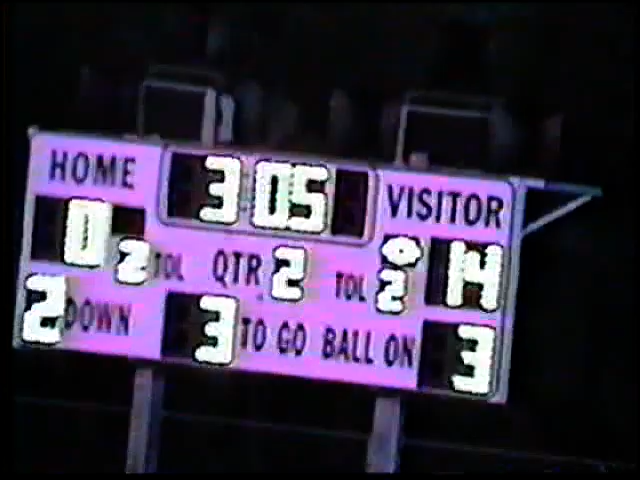 HOME 3:05 VISITOR
0 2 TOL QTR 2 TOL 2 14
2 DOWN 3 TO GO BALL ON 3